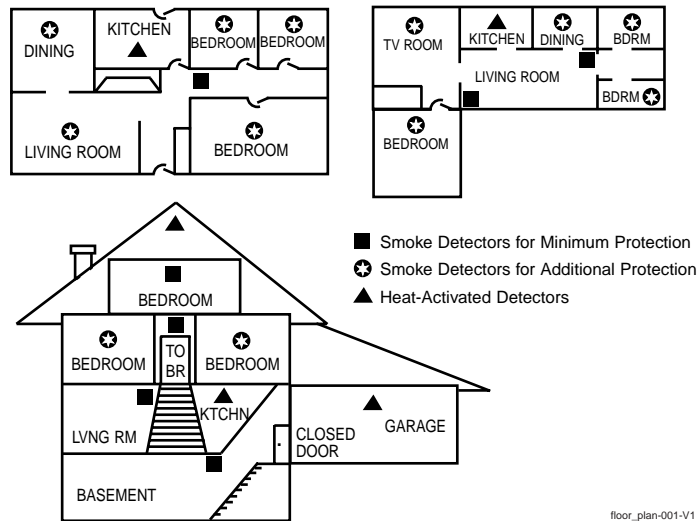 DINING
KITCHEN
BEDROOM
BEDROOM
LIVING ROOM
BEDROOM
TV ROOM
KITCHEN
DINING
BDRM
LIVING ROOM
BDRM
BEDROOM
Smoke Detectors for Minimum Protection
Smoke Detectors for Additional Protection
Heat-Activated Detectors
BEDROOM
BEDROOM
TO
BR
BEDROOM
LVNG RM
KTCHN
CLOSED
DOOR
GARAGE
BASEMENT
floor_plan-001-V1